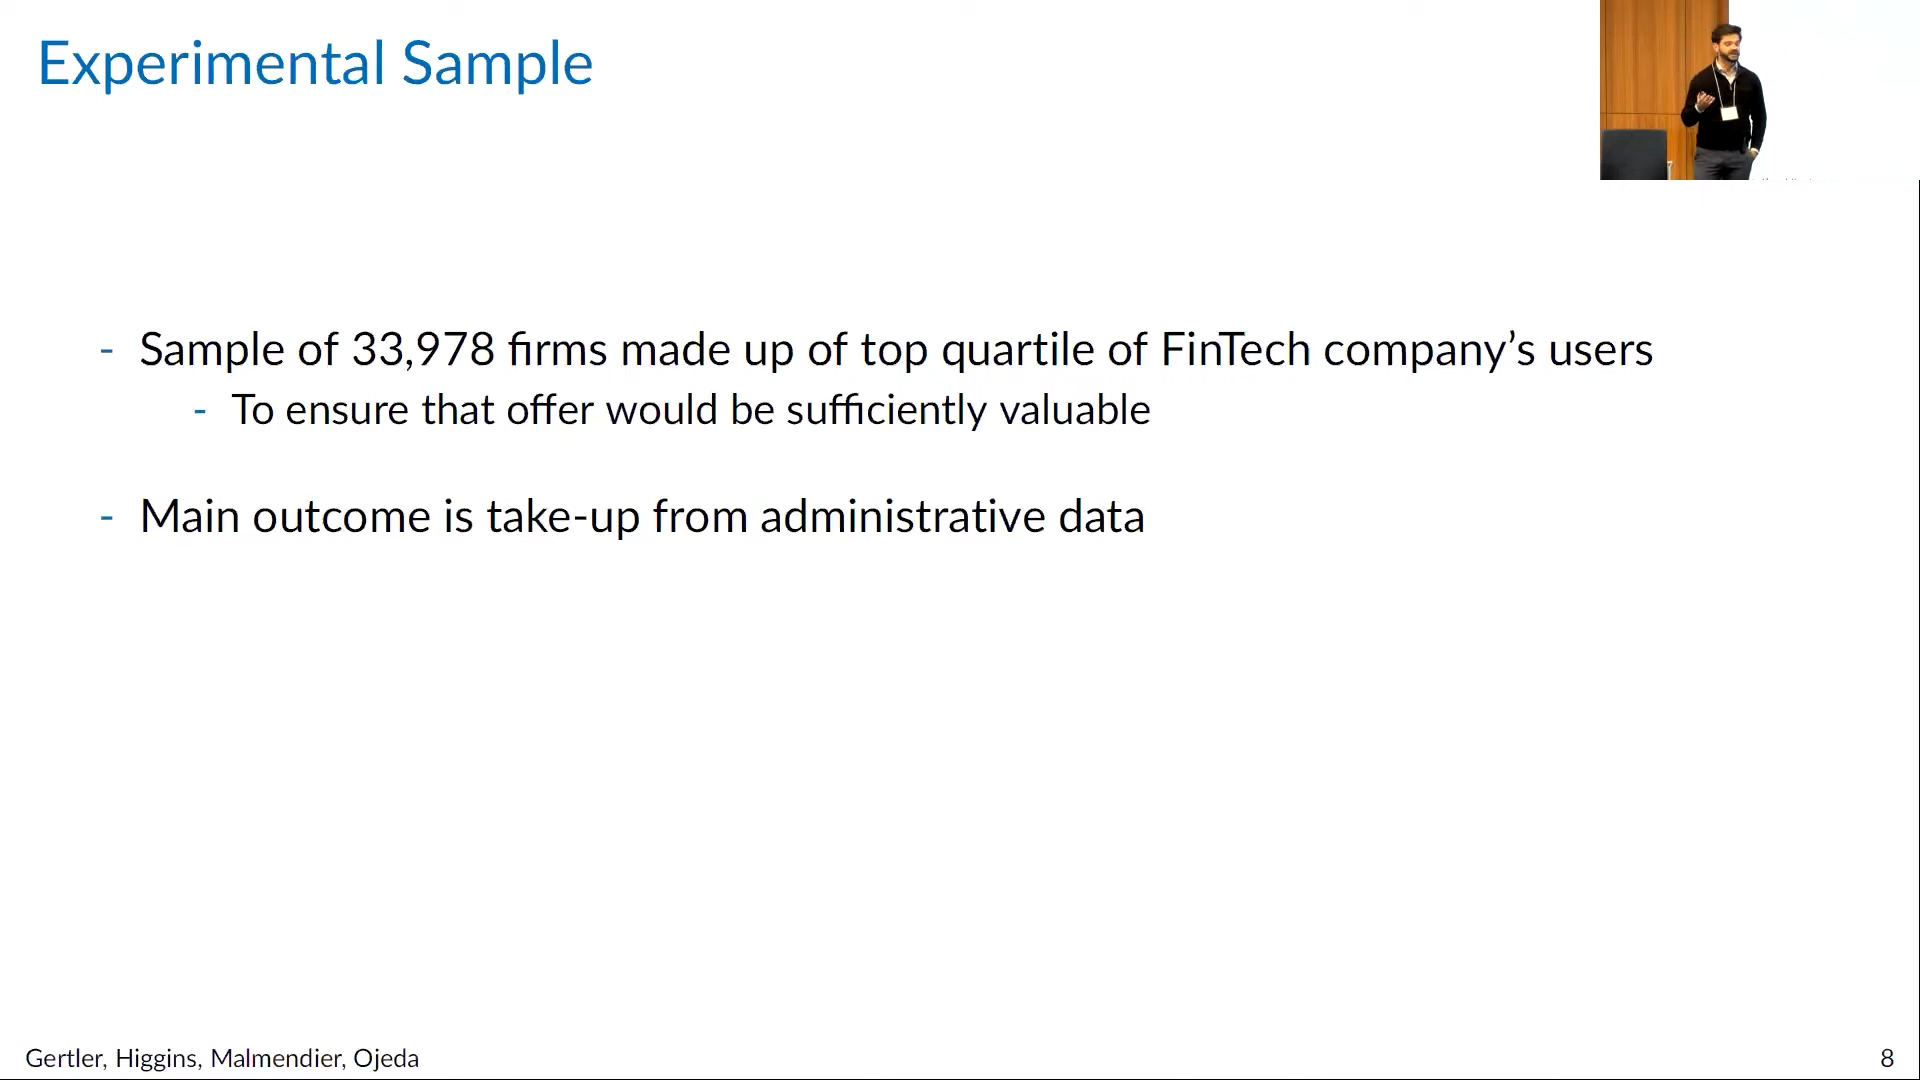 Experimental Sample
- Sample of 33,978 firms made up of top quartile of FinTech company’s users
- To ensure that offer would be sufficiently valuable
- Main outcome is take-up from administrative data
Gertler, Higgins, Malmendier, Ojeda
8